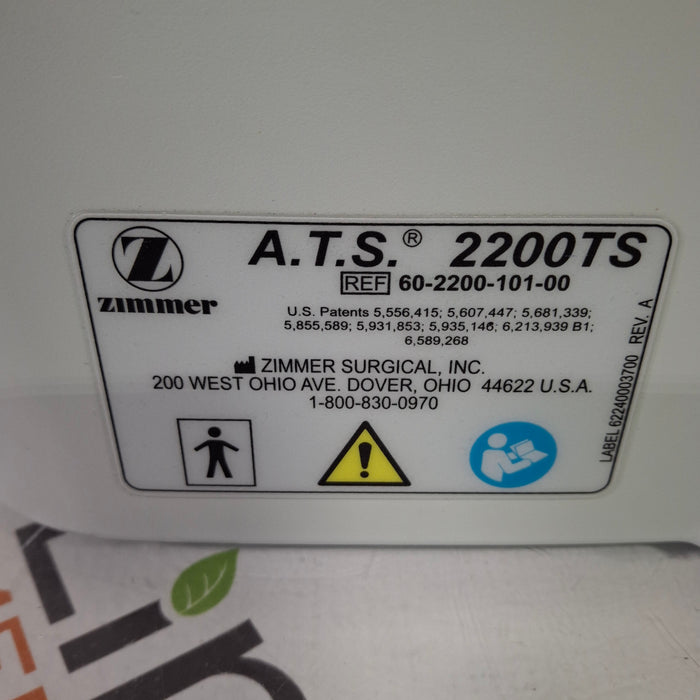 Z
zimmer
A.T.S.® 2200TS
REF 60-2200-101-00
U.S. Patents 5,556,415; 5,607,447; 5,681,339;
5,855,589; 5,931,853; 5,935,146; 6,213,939 B1;
6,589,268
ZIMMER SURGICAL, INC.
200 WEST OHIO AVE. DOVER, OHIO 44622 U.S.A.
1-800-830-0970
LABEL 62240003700 REV. A